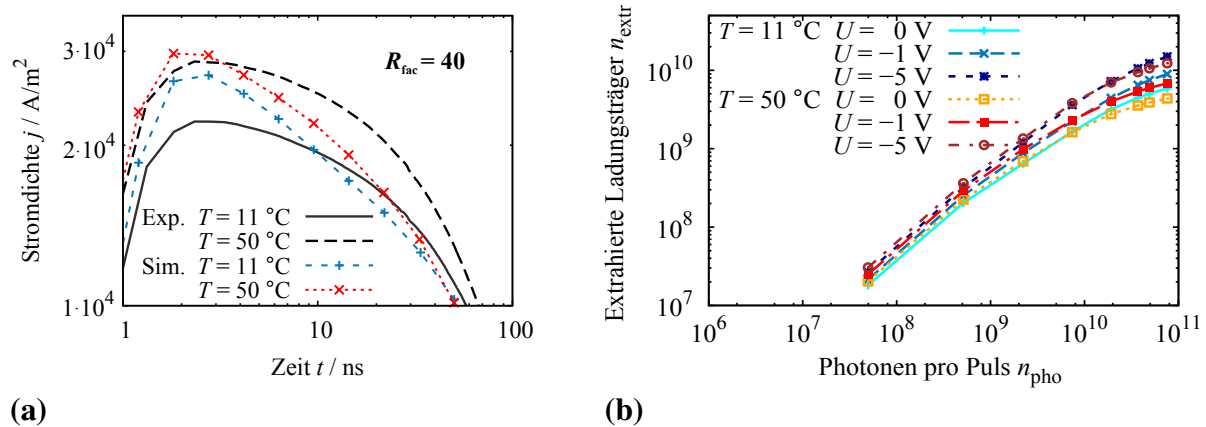 Stromdichte j / A/m²
3·10⁴
2·10⁴
1·10⁴
R_fac = 40
Exp. T = 11 °C
T = 50 °C
Sim. T = 11 °C
T = 50 °C
1 10 100
Zeit t / ns
(a)
Extrahierte Ladungsträger n_extr
10¹⁰
10⁹
10⁸
10⁷
T = 11 °C U = 0 V
U = −1 V
U = −5 V
T = 50 °C U = 0 V
U = −1 V
U = −5 V
10⁶ 10⁷ 10⁸ 10⁹ 10¹⁰ 10¹¹
Photonen pro Puls n_pho
(b)